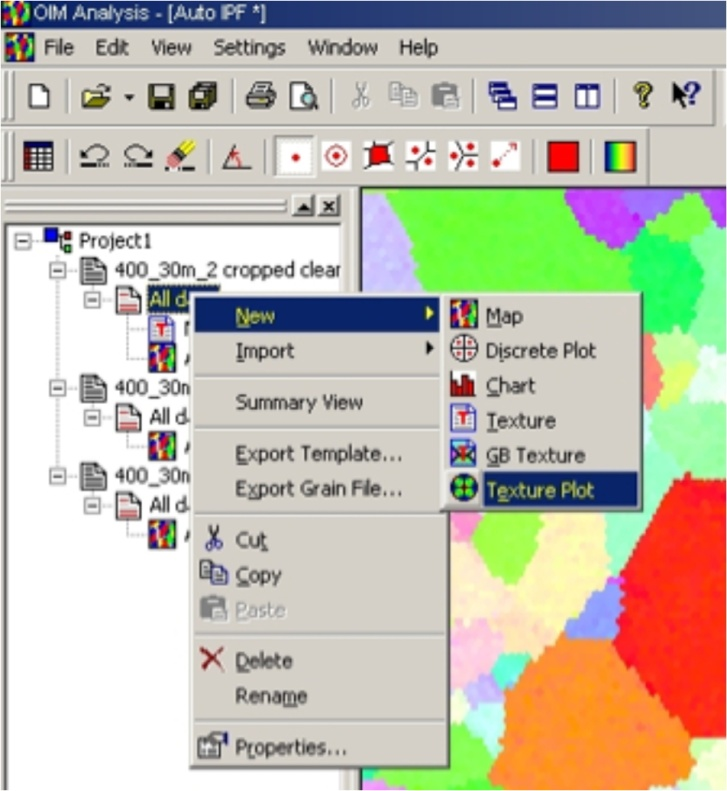 OIM Analysis - [Auto IPF *]
File Edit View Settings Window Help
Project1
400_30m_2 cropped clear
All d
400_30m
All d
400_30m
All d
New
Import
Summary View
Export Template...
Export Grain File...
Cut
Copy
Paste
Delete
Rename
Properties...
Map
Discrete Plot
Chart
Texture
GB Texture
Texture Plot